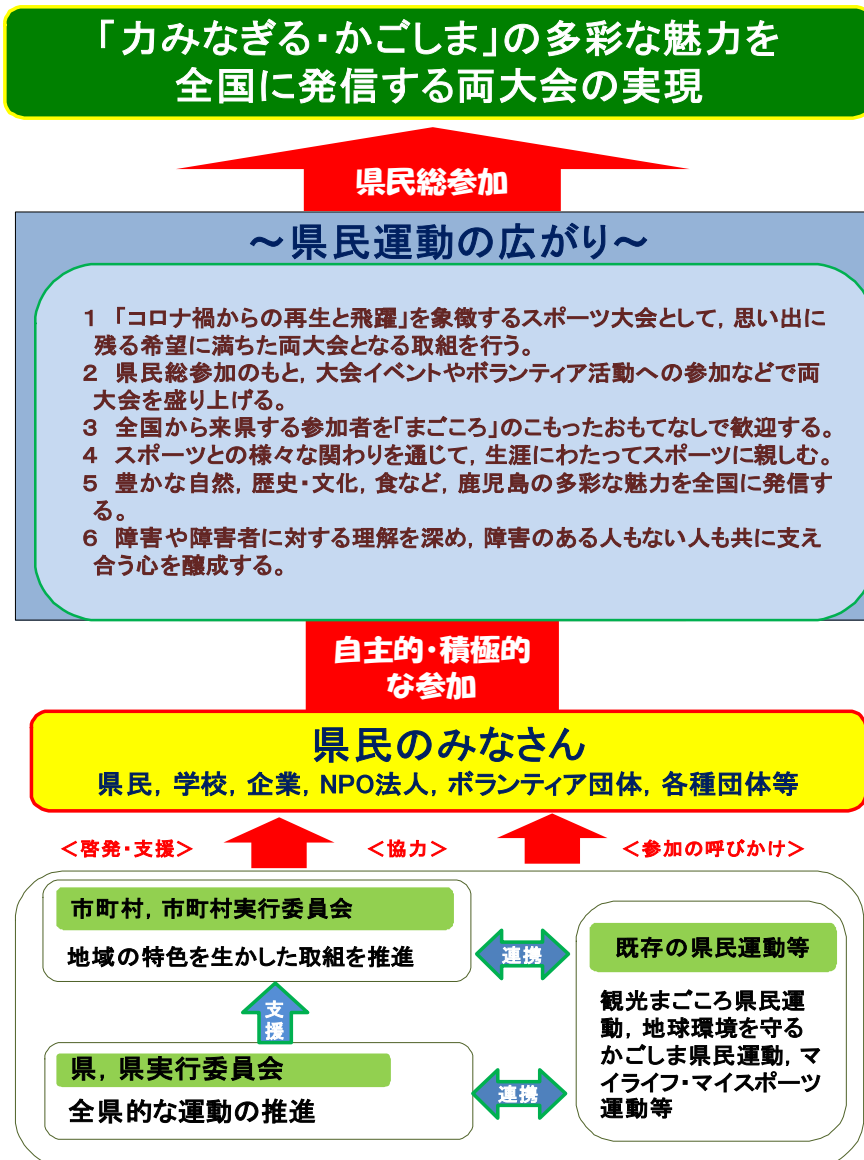 「力みなぎる・かごしま」の多彩な魅力を
全国に発信する両大会の実現
県民総参加
～県民運動の広がり～
１　「コロナ禍からの再生と飛躍」を象徴するスポーツ大会として，思い出に
残る希望に満ちた両大会となる取組を行う。
２　県民総参加のもと，大会イベントやボランティア活動への参加などで両
大会を盛り上げる。
３　全国から来県する参加者を「まごころ」のこもったおもてなしで歓迎する。
４　スポーツとの様々な関わりを通じて，生涯にわたってスポーツに親しむ。
５　豊かな自然，歴史・文化，食など，鹿児島の多彩な魅力を全国に発信す
る。
６　障害や障害者に対する理解を深め，障害のある人もない人も共に支え
合う心を醸成する。
自主的・積極的
な参加
県民のみなさん
県民，学校，企業，NPO法人，ボランティア団体，各種団体等
＜啓発・支援＞
＜協力＞
＜参加の呼びかけ＞
市町村，市町村実行委員会
地域の特色を生かした取組を推進
連携
既存の県民運動等
観光まごころ県民運
動，地球環境を守る
かごしま県民運動，マ
イライフ・マイスポーツ
運動等
支
援
県，県実行委員会
全県的な運動の推進
連携